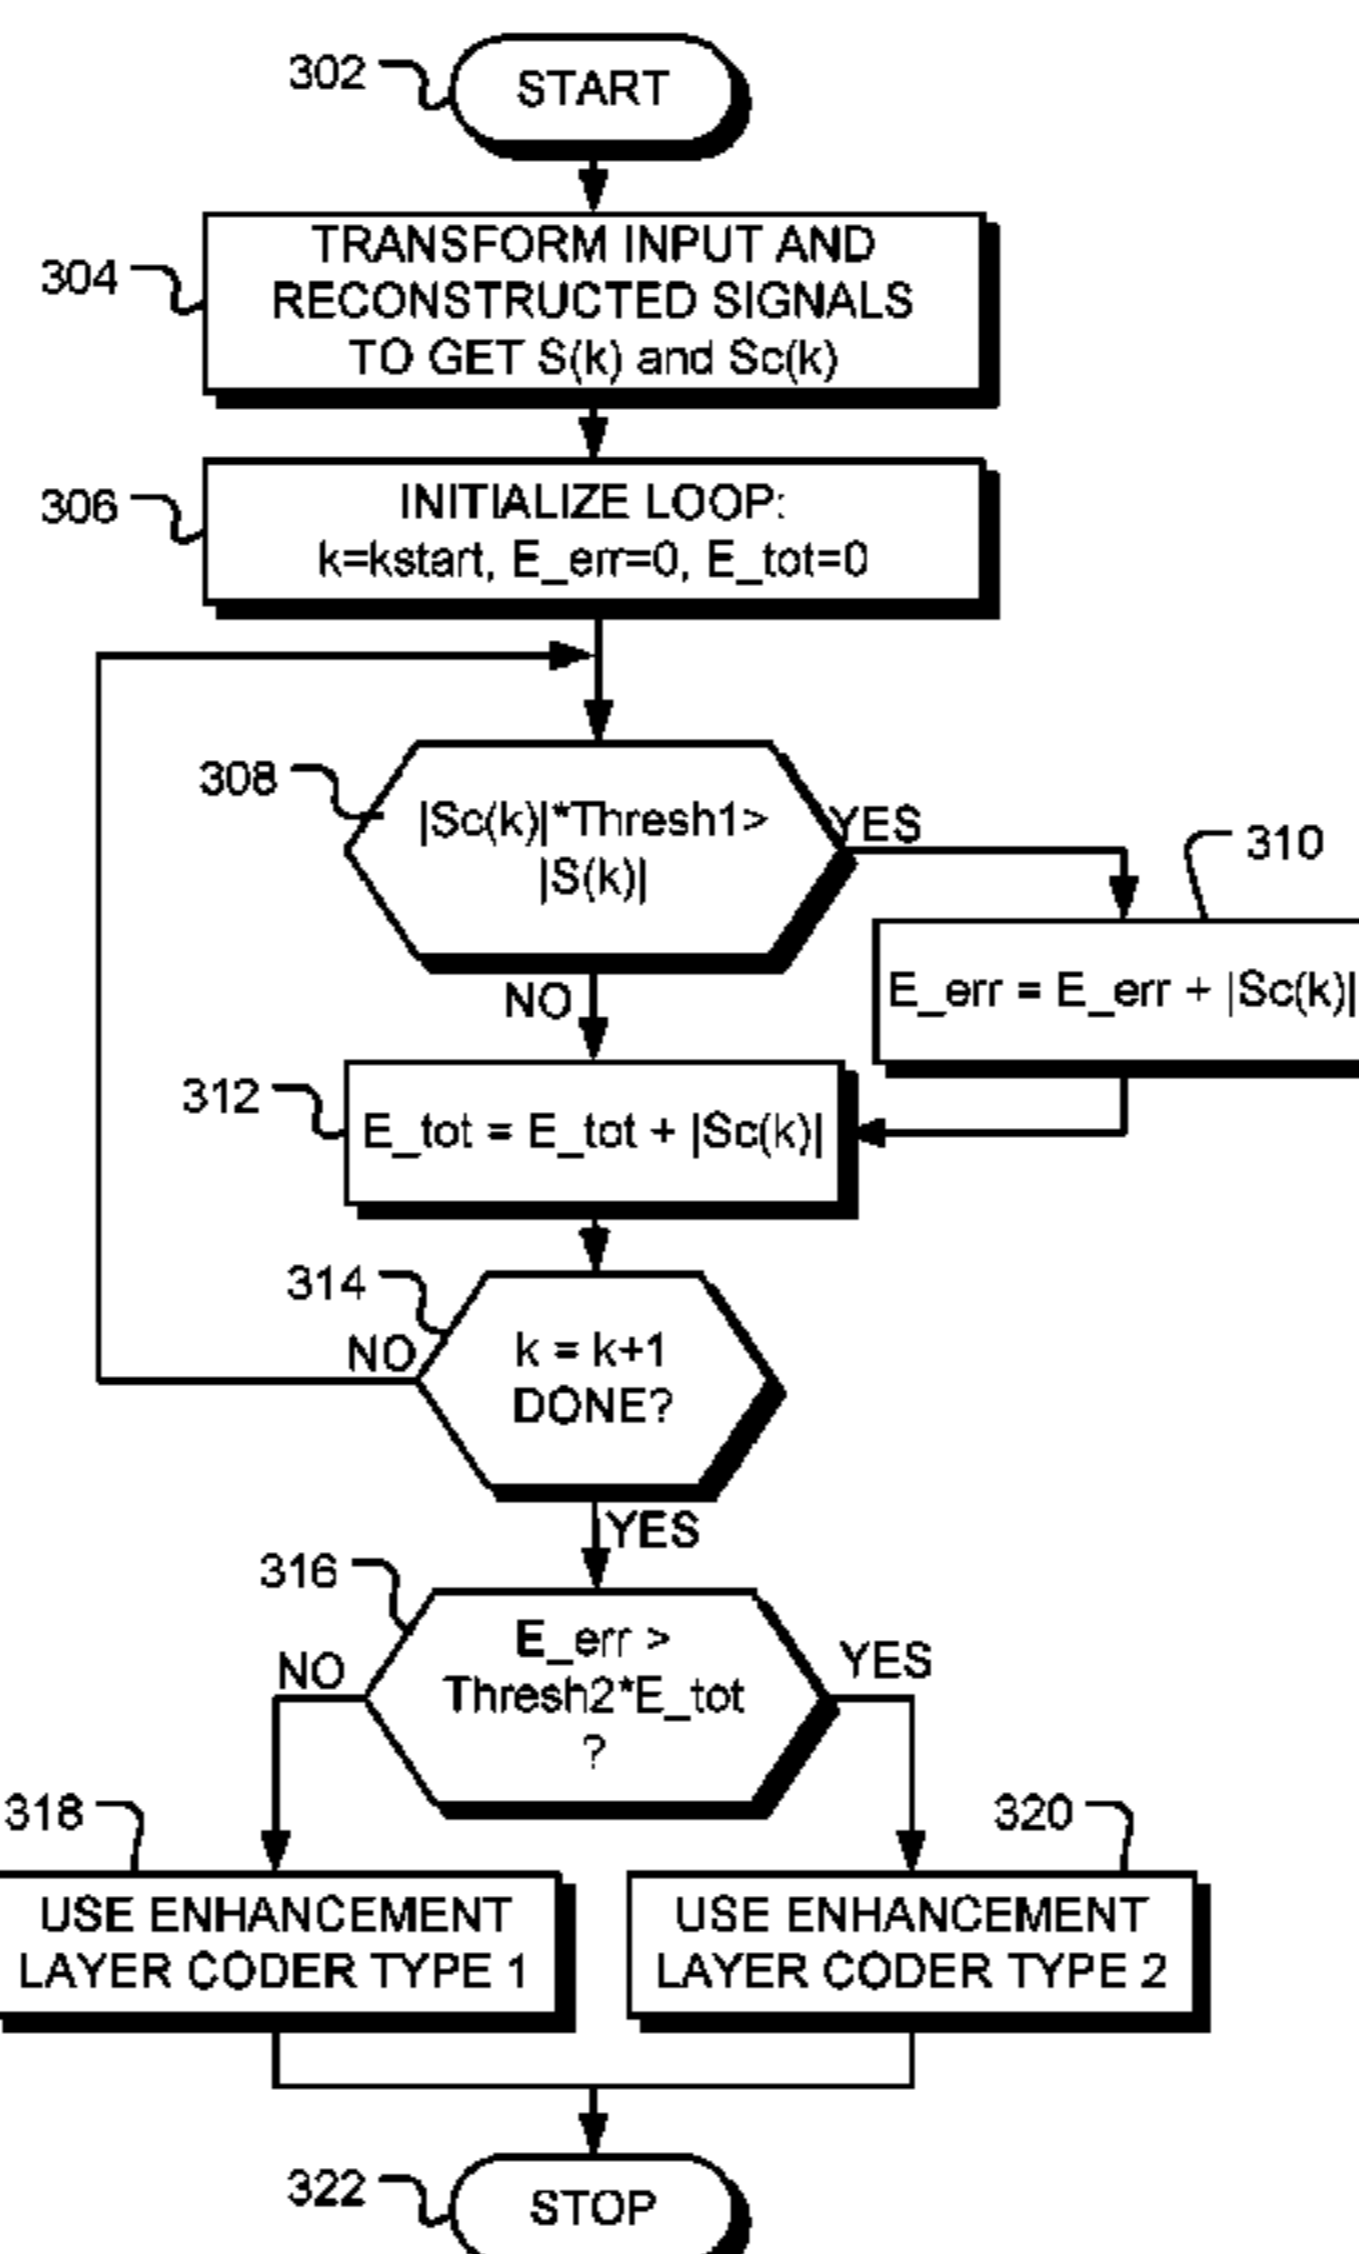 302
START
304
TRANSFORM INPUT AND
RECONSTRUCTED SIGNALS
TO GET S(k) and Sc(k)
306
INITIALIZE LOOP:
k=kstart, E_err=0, E_tot=0
308
|Sc(k)|*Thresh1>
|S(k)|
YES
310
E_err = E_err + |Sc(k)|
NO
312
E_tot = E_tot + |Sc(k)|
314
NO
k = k+1
DONE?
YES
316
E_err >
Thresh2*E_tot
?
NO
YES
318
USE ENHANCEMENT
LAYER CODER TYPE 1
320
USE ENHANCEMENT
LAYER CODER TYPE 2
322
STOP